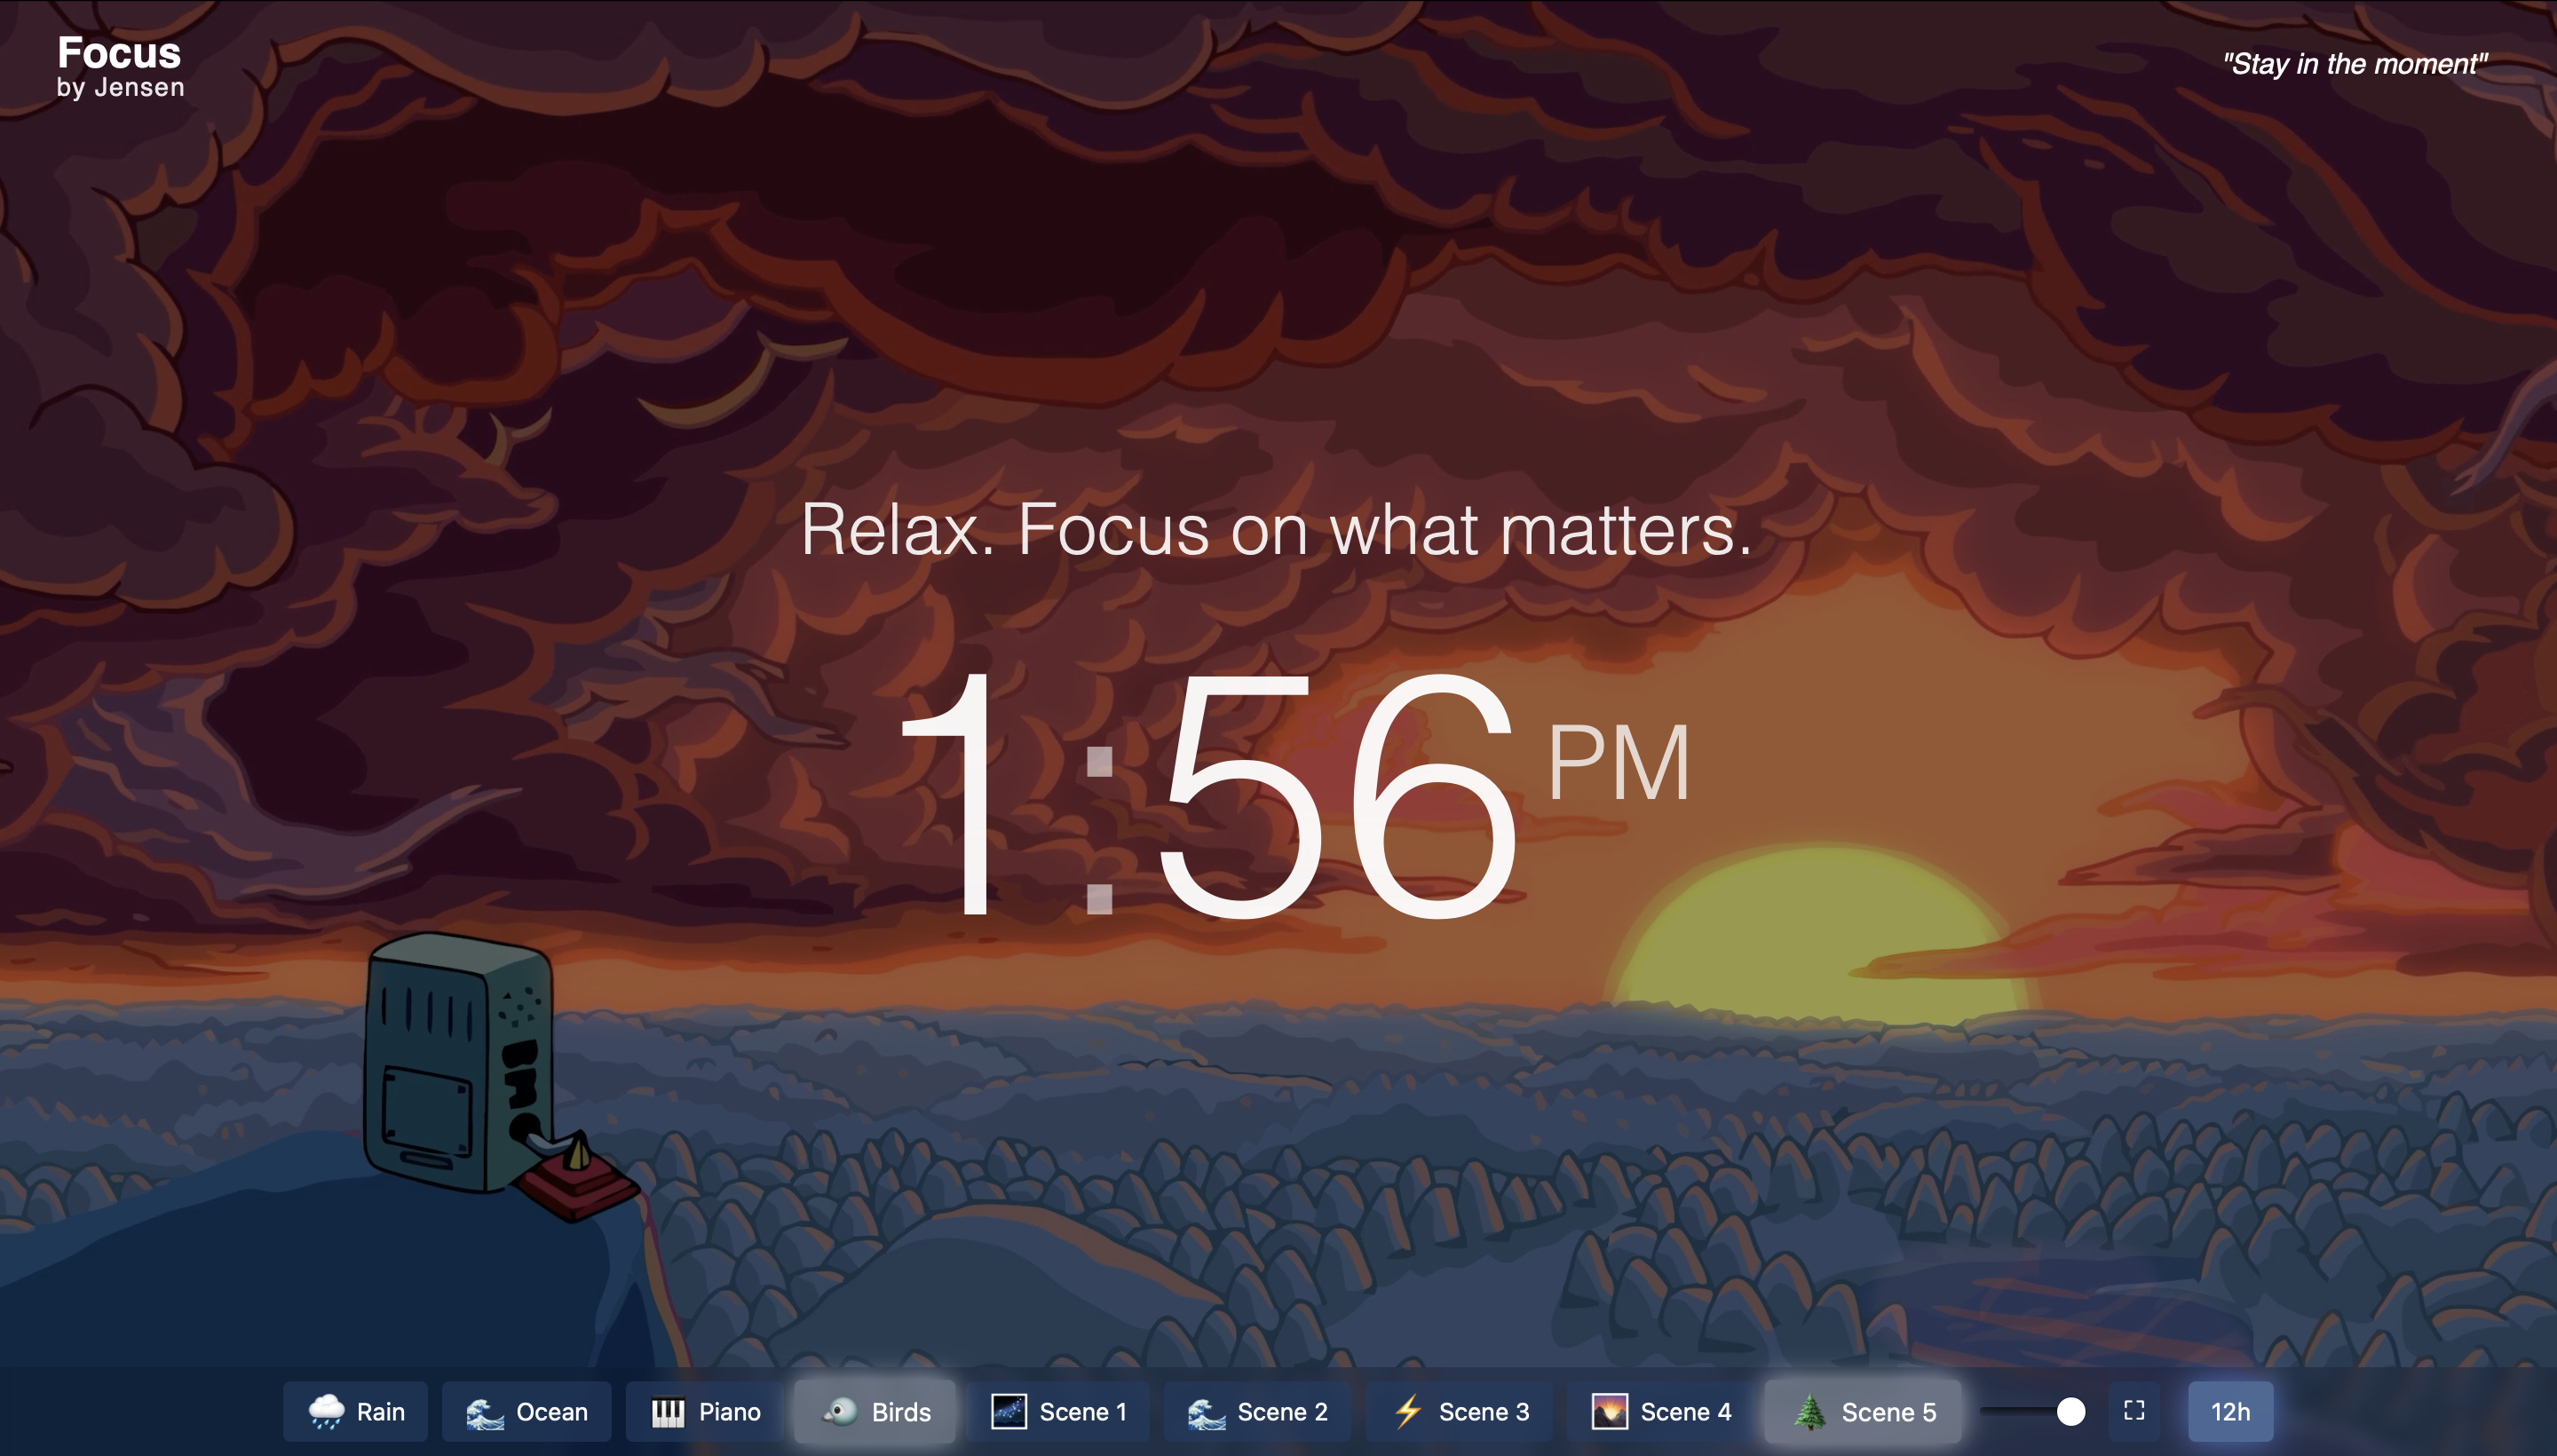 Focus
by Jensen
"Stay in the moment"
Relax. Focus on what matters.
1:56 PM
Rain
Ocean
Piano
Birds
Scene 1
Scene 2
Scene 3
Scene 4
Scene 5
12h